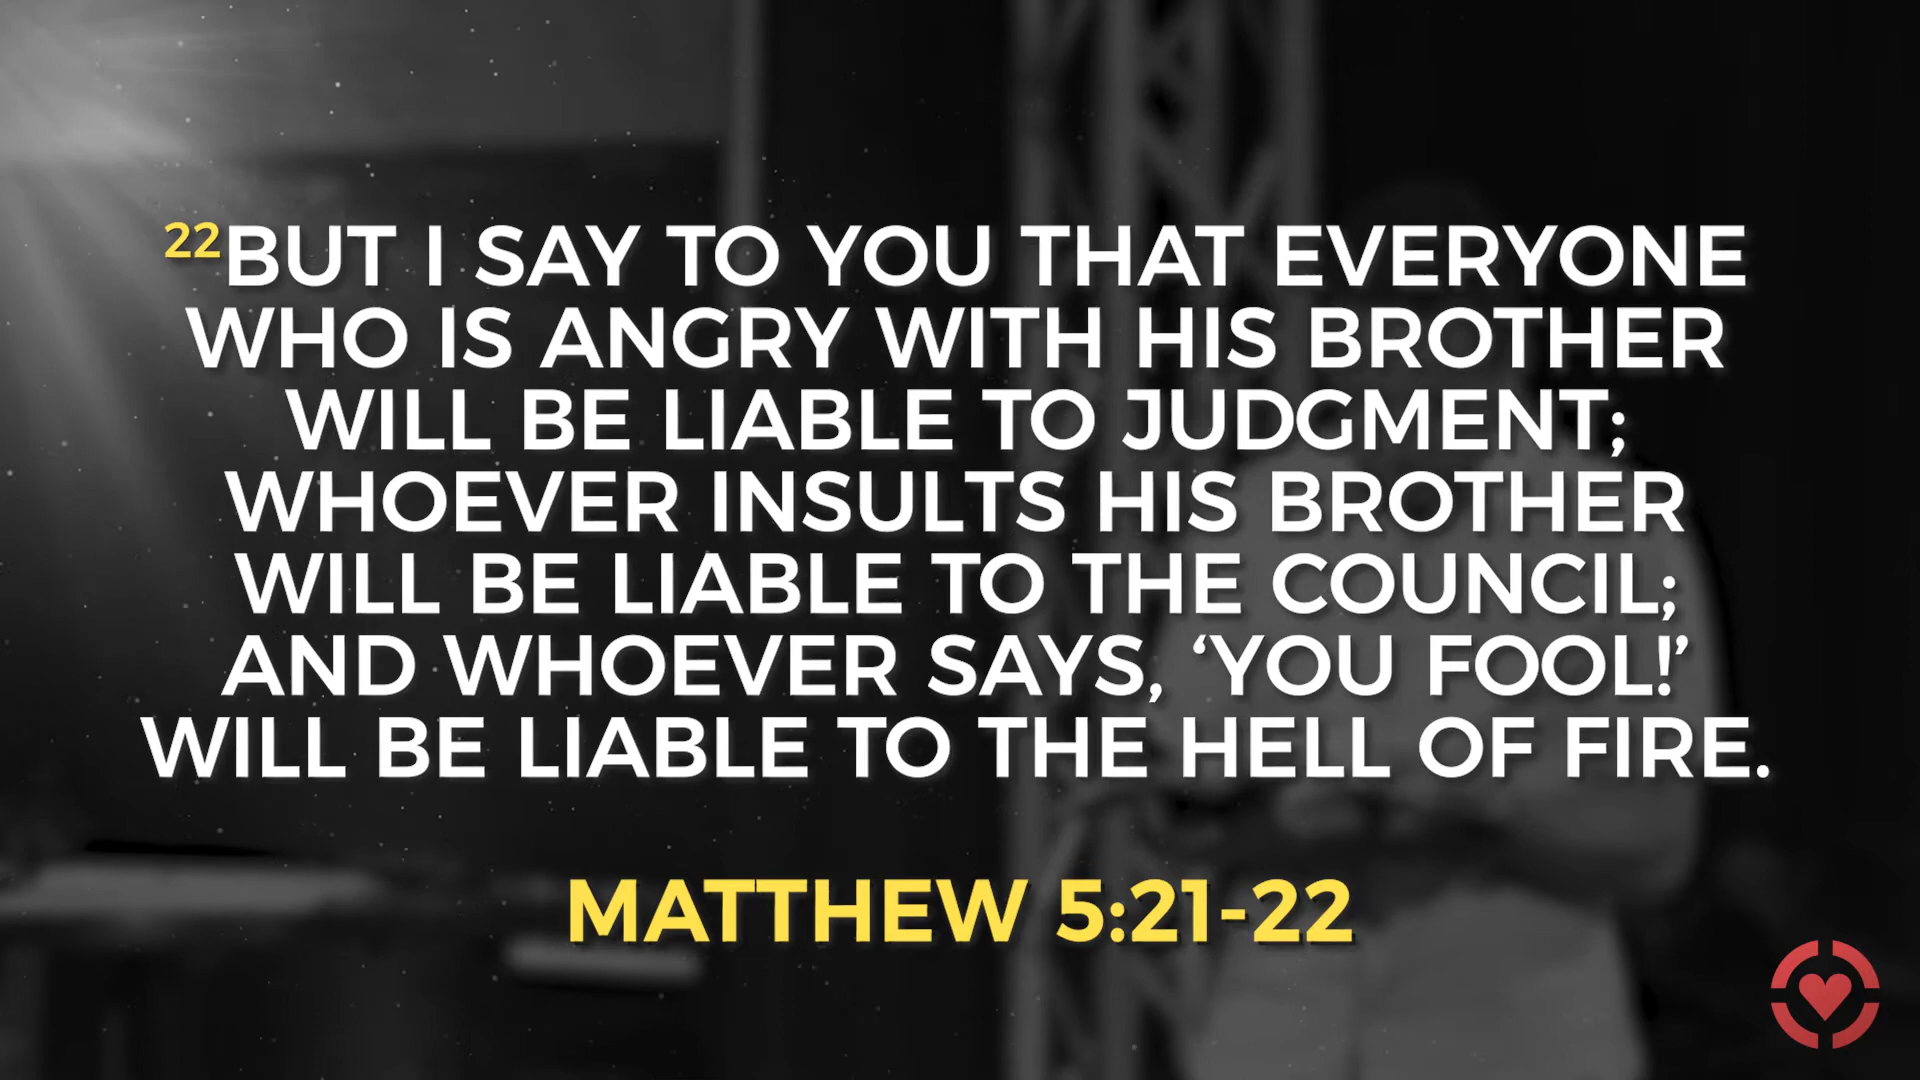 22BUT I SAY TO YOU THAT EVERYONE
WHO IS ANGRY WITH HIS BROTHER
WILL BE LIABLE TO JUDGMENT;
WHOEVER INSULTS HIS BROTHER
WILL BE LIABLE TO THE COUNCIL;
AND WHOEVER SAYS, ‘YOU FOOL!’
WILL BE LIABLE TO THE HELL OF FIRE.
MATTHEW 5:21-22